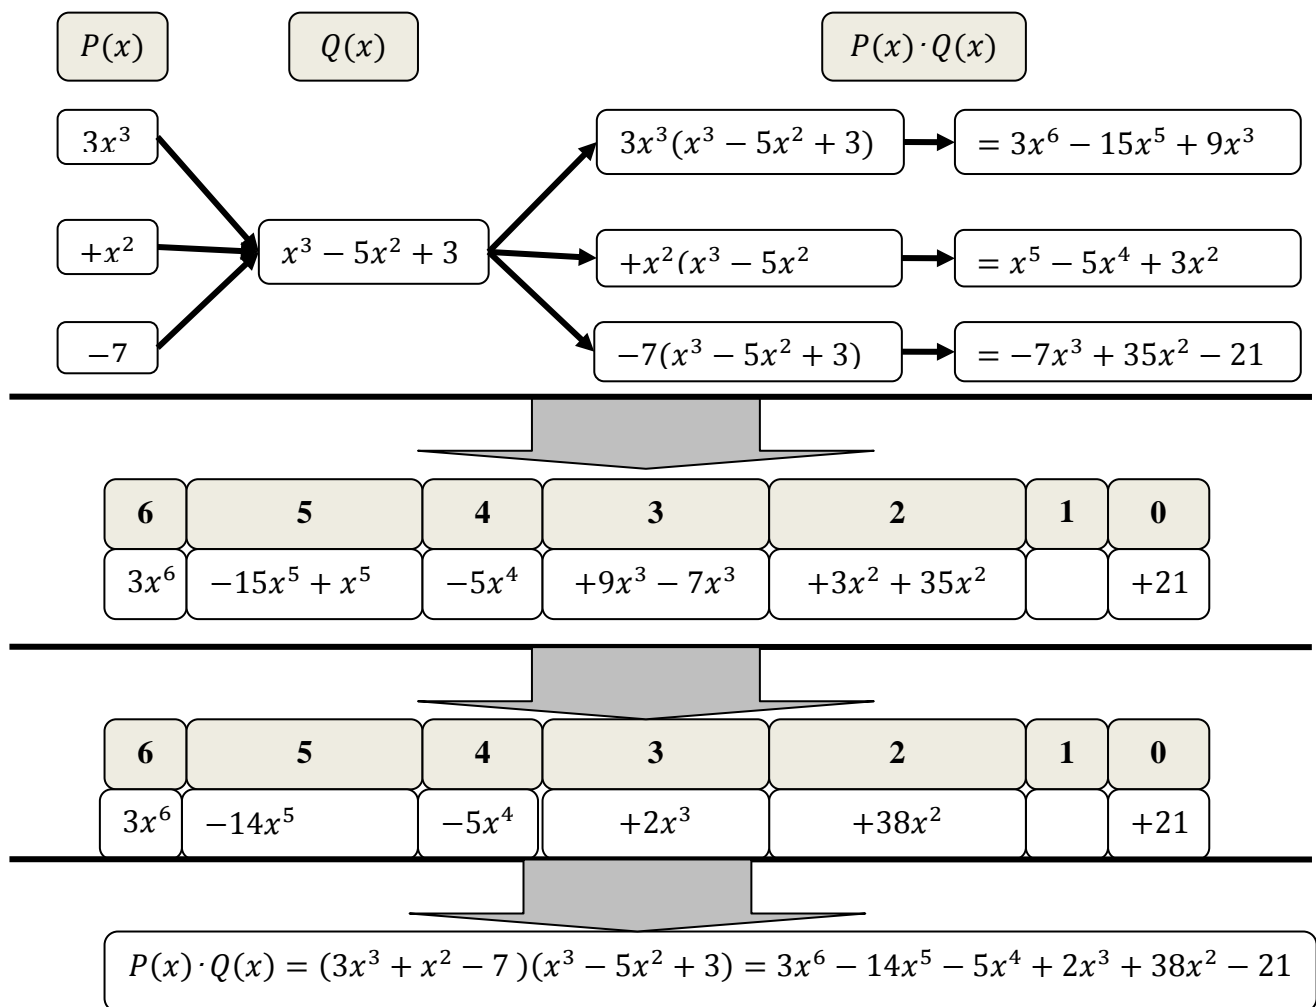 P(x) Q(x) P(x)·Q(x)
3x³ 3x³(x³ − 5x² + 3) = 3x⁶ − 15x⁵ + 9x³
+x² x³ − 5x² + 3 +x²(x³ − 5x² = x⁵ − 5x⁴ + 3x²
−7 −7(x³ − 5x² + 3) = −7x³ + 35x² − 21
6 5 4 3 2 1 0
3x⁶ −15x⁵ + x⁵ −5x⁴ +9x³ − 7x³ +3x² + 35x² +21
6 5 4 3 2 1 0
3x⁶ −14x⁵ −5x⁴ +2x³ +38x² +21
P(x)·Q(x) = (3x³ + x² − 7 )(x³ − 5x² + 3) = 3x⁶ − 14x⁵ − 5x⁴ + 2x³ + 38x² − 21